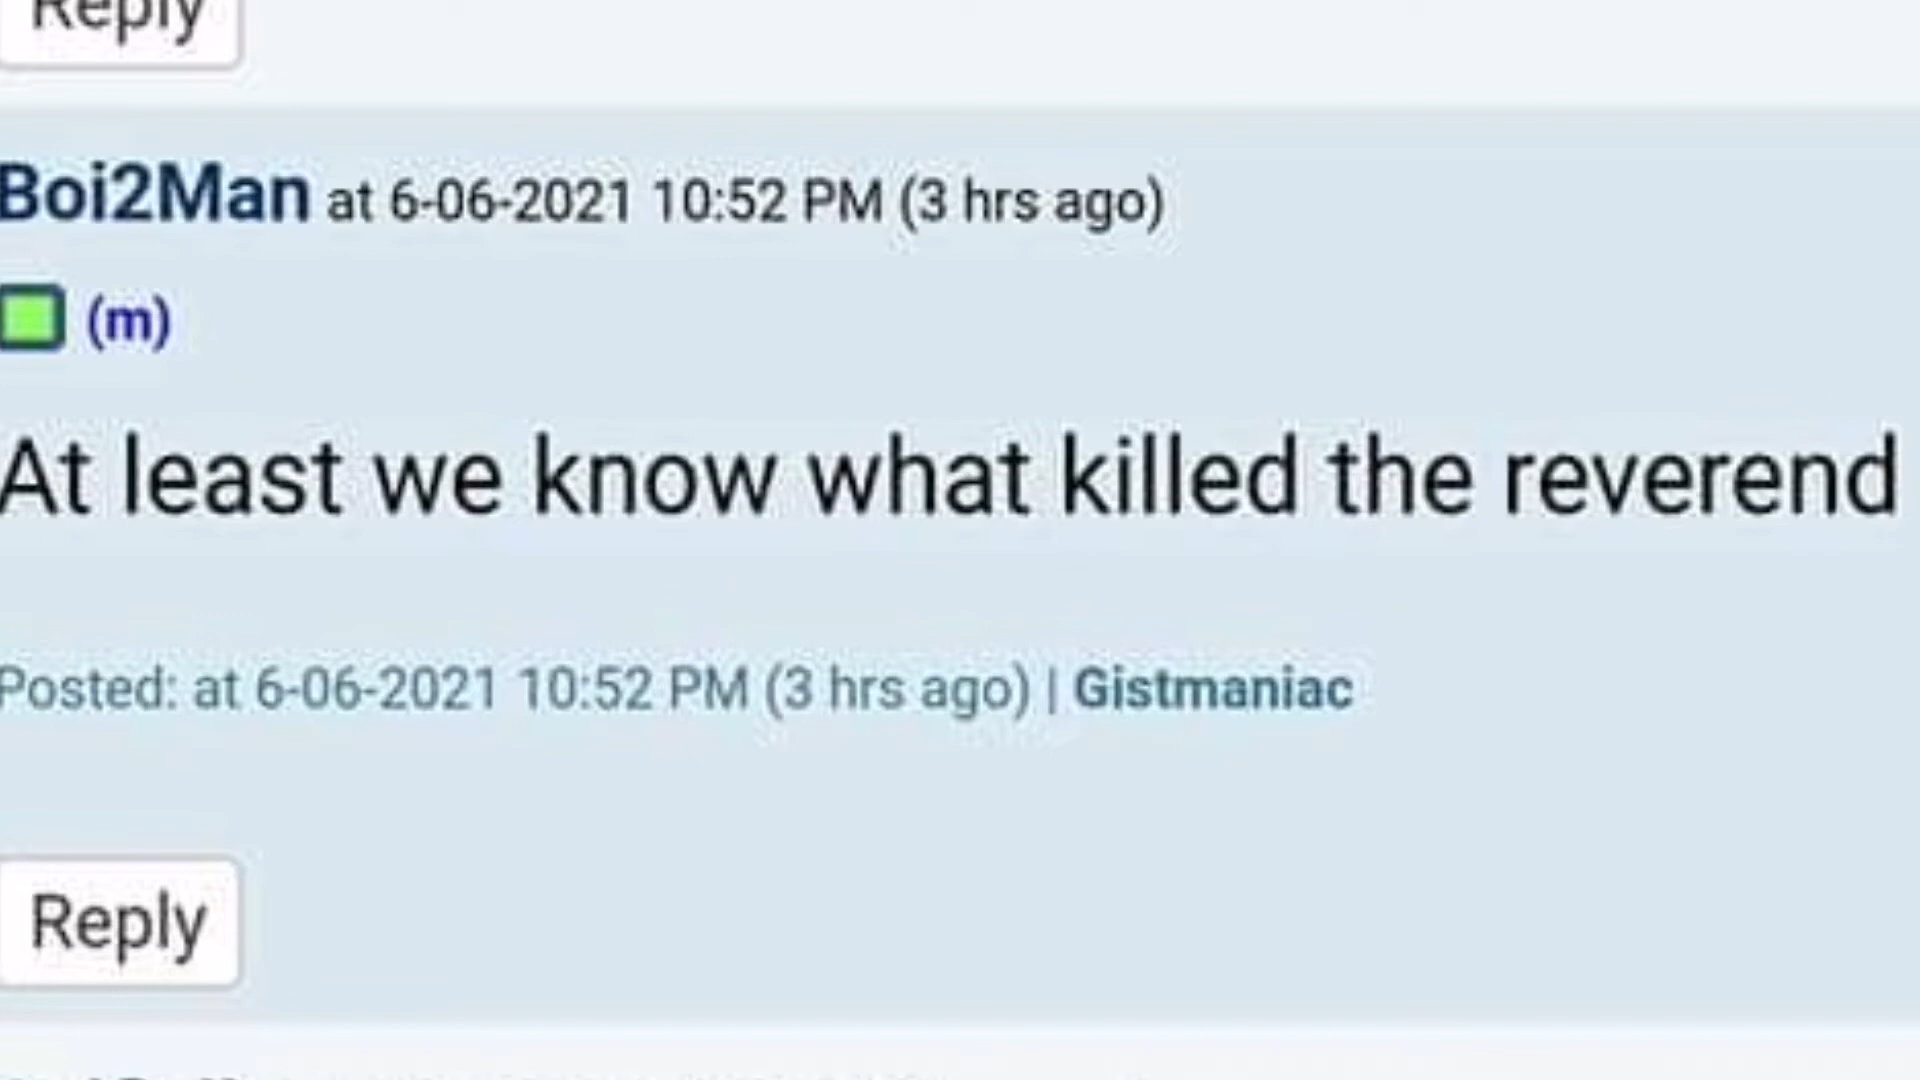 Reply
Boi2Man at 6-06-2021 10:52 PM (3 hrs ago)
(m)
At least we know what killed the reverend
Posted: at 6-06-2021 10:52 PM (3 hrs ago) | Gistmaniac
Reply